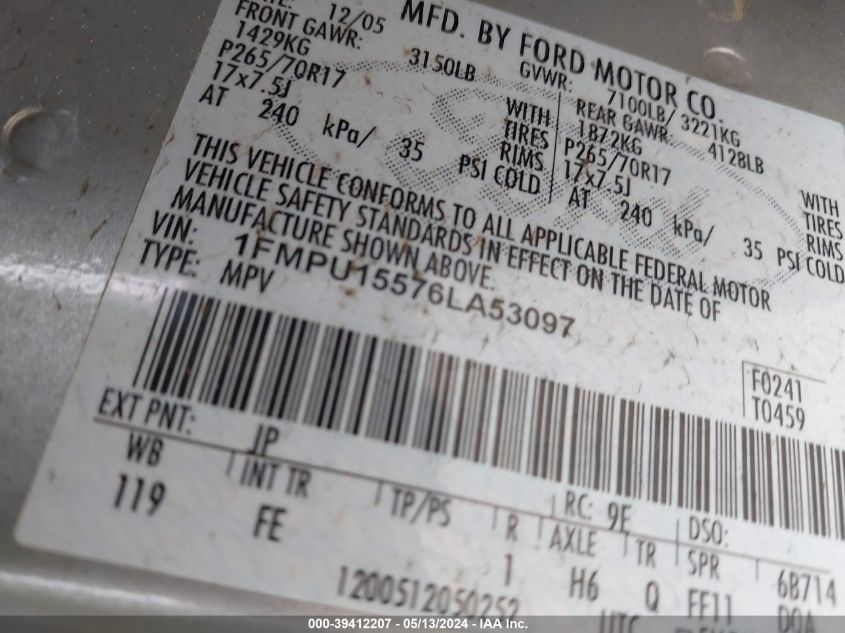 12/05 MFD. BY FORD MOTOR CO.
FRONT GAWR: 3150LB GVWR: 7100LB/ 3221KG
1429KG WITH REAR GAWR: 4128LB
P265/70R17 TIRES 1872KG WITH
17x7.5J RIMS P265/70R17 TIRES
AT 240 kPa/ 35 PSI COLD 17x7.5J RIMS
AT 240 kPa/ 35 PSI COLD
THIS VEHICLE CONFORMS TO ALL APPLICABLE FEDERAL MOTOR
VEHICLE SAFETY STANDARDS IN EFFECT ON THE DATE OF
MANUFACTURE SHOWN ABOVE.
VIN: 1FMPU15576LA53097
TYPE: MPV
F0241
T0459
EXT PNT: JP RC: 9E DSO:
WB INT TR TP/PS R AXLE TR SPR 6B714
119 FE 1 H6 Q FF11 DOA
1200512050252 UTC
000-39412207 - 05/13/2024 - IAA Inc.